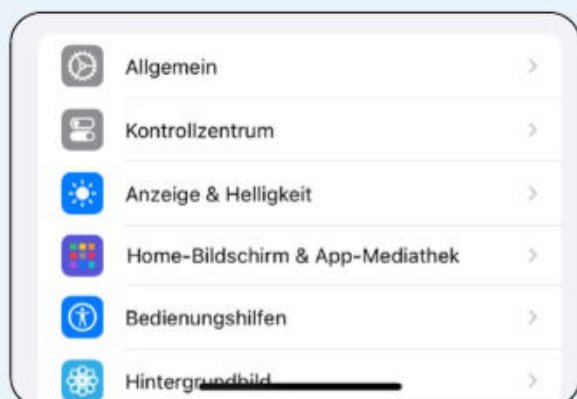 Allgemein
Kontrollzentrum
Anzeige & Helligkeit
Home-Bildschirm & App-Mediathek
Bedienungshilfen
Hintergrundbild